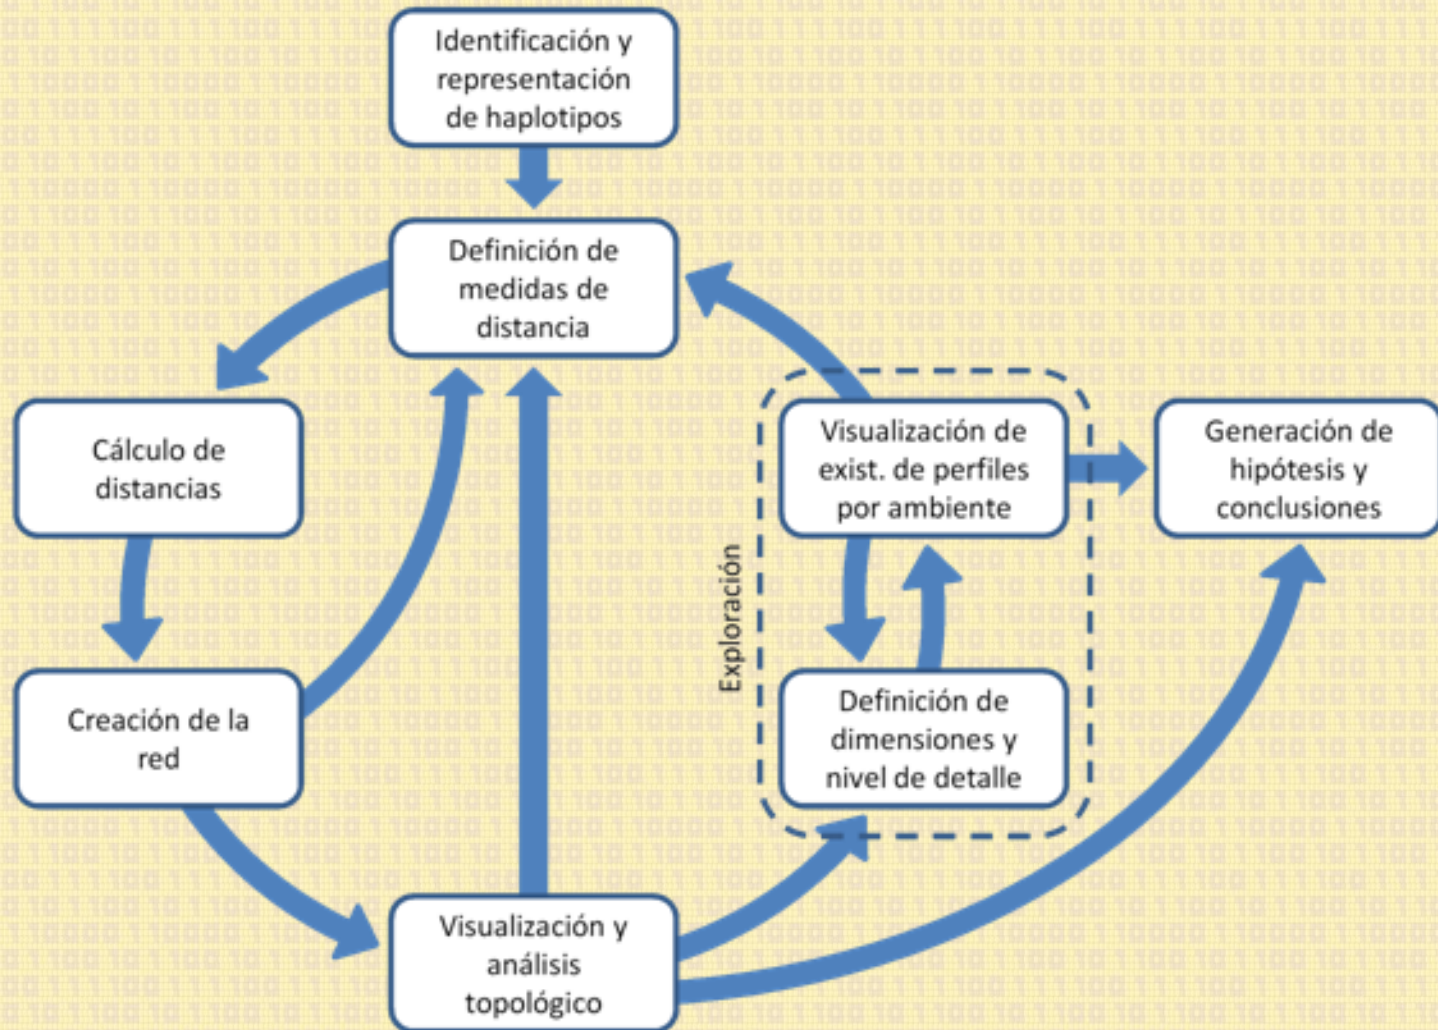 Identificación y
representación
de haplotipos
Definición de
medidas de
distancia
Cálculo de
distancias
Visualización de
exist. de perfiles
por ambiente
Generación de
hipótesis y
conclusiones
Exploración
Creación de la
red
Definición de
dimensiones y
nivel de detalle
Visualización y
análisis
topológico